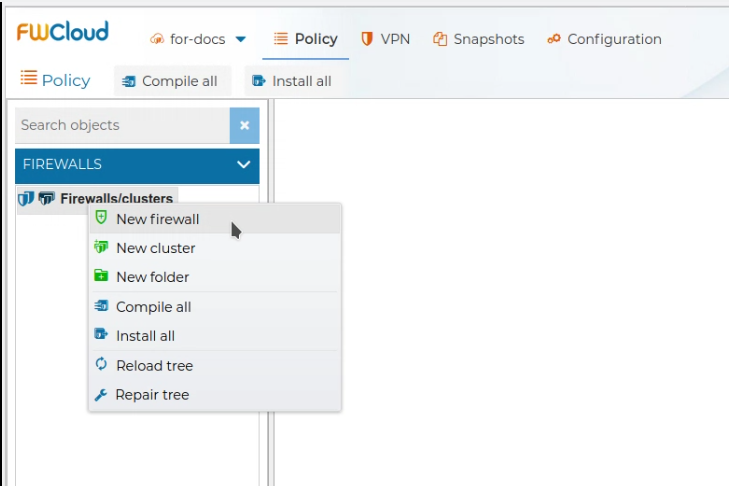 FWCloud
for-docs Policy VPN Snapshots Configuration
Policy Compile all Install all
Search objects
FIREWALLS
Firewalls/clusters
New firewall
New cluster
New folder
Compile all
Install all
Reload tree
Repair tree